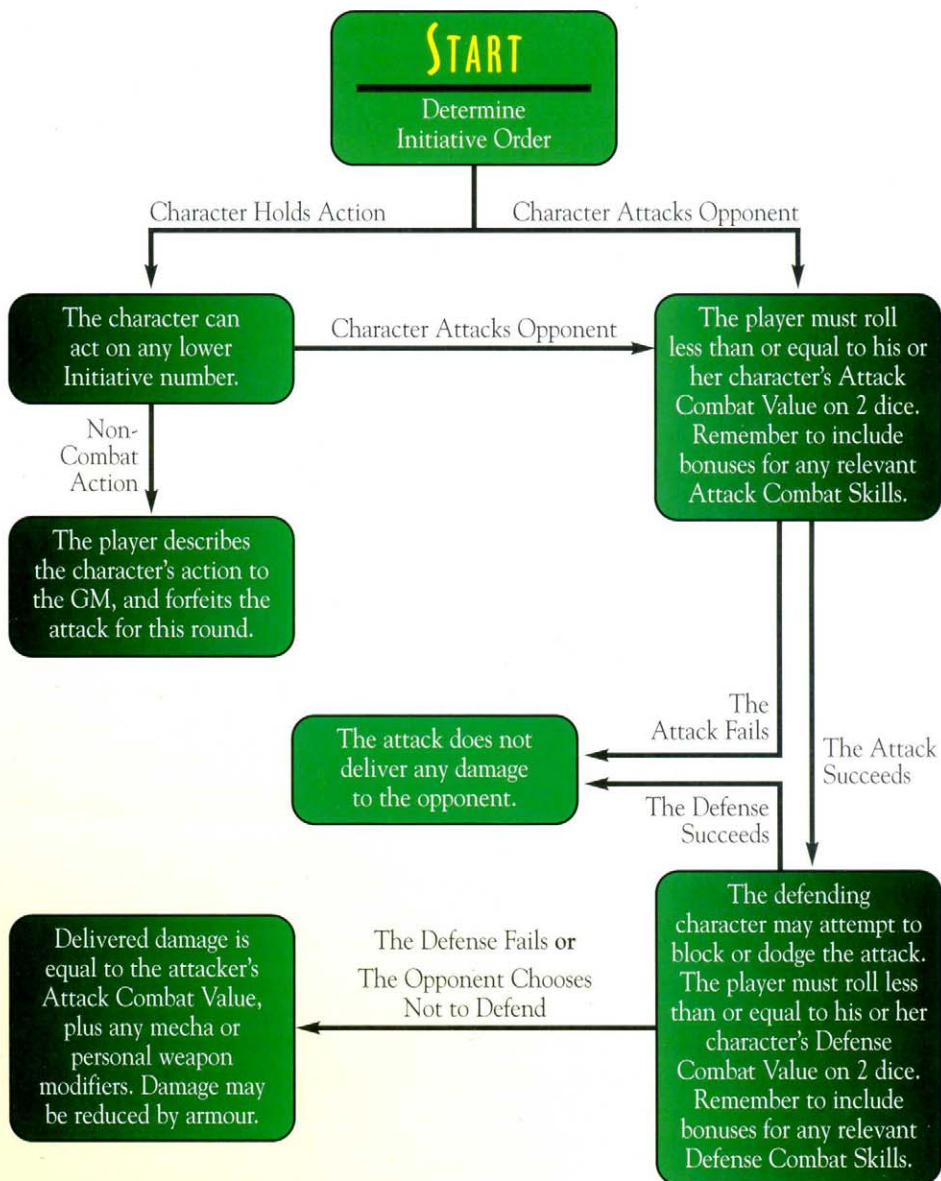 START
Determine
Initiative Order
Character Holds Action
Character Attacks Opponent
The character can
act on any lower
Initiative number.
Character Attacks Opponent
The player must roll
less than or equal to his or
her character's Attack
Combat Value on 2 dice.
Remember to include
bonuses for any relevant
Attack Combat Skills.
Non-
Combat
Action
The player describes
the character's action to
the GM, and forfeits the
attack for this round.
The
Attack Fails
The Attack
Succeeds
The attack does not
deliver any damage
to the opponent.
The Defense
Succeeds
The defending
character may attempt to
block or dodge the attack.
The player must roll less
than or equal to his or her
character's Defense
Combat Value on 2 dice.
Remember to include
bonuses for any relevant
Defense Combat Skills.
The Defense Fails or
The Opponent Chooses
Not to Defend
Delivered damage is
equal to the attacker's
Attack Combat Value,
plus any mecha or
personal weapon
modifiers. Damage may
be reduced by armour.